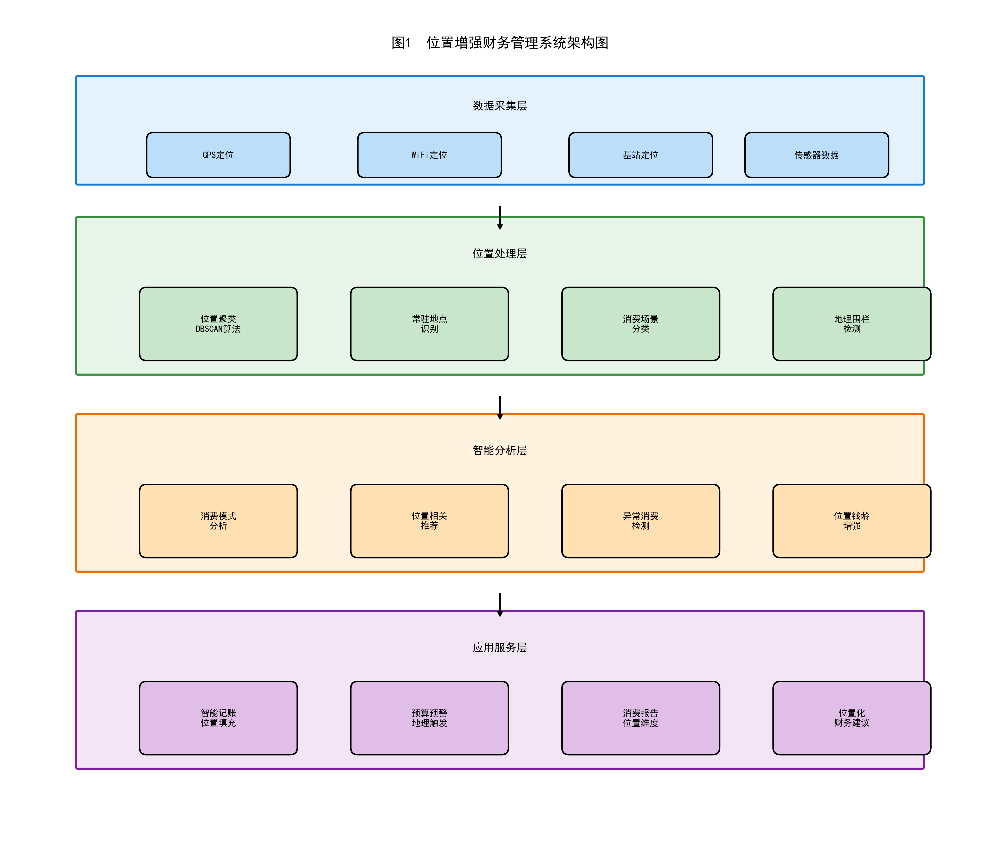 图1 位置增强财务管理系统架构图
数据采集层
GPS定位
WiFi定位
基站定位
传感器数据
位置处理层
位置聚类
DBSCAN算法
常驻地点
识别
消费场景
分类
地理围栏
检测
智能分析层
消费模式
分析
位置相关
推荐
异常消费
检测
位置钱龄
增强
应用服务层
智能记账
位置填充
预算预警
地理触发
消费报告
位置维度
位置化
财务建议